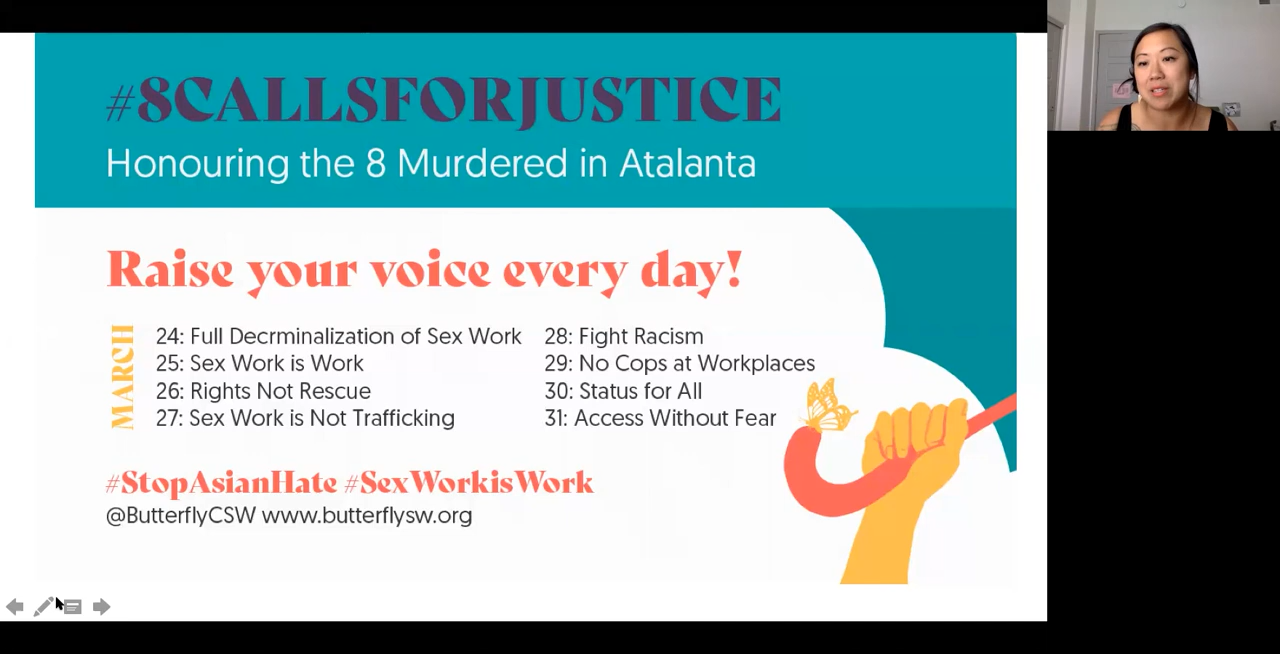 #8CALLSFORJUSTICE
Honouring the 8 Murdered in Atalanta
Raise your voice every day!
MARCH
24: Full Decrminalization of Sex Work
25: Sex Work is Work
26: Rights Not Rescue
27: Sex Work is Not Trafficking
28: Fight Racism
29: No Cops at Workplaces
30: Status for All
31: Access Without Fear
#StopAsianHate #SexWorkisWork
@ButterflyCSW www.butterflysw.org